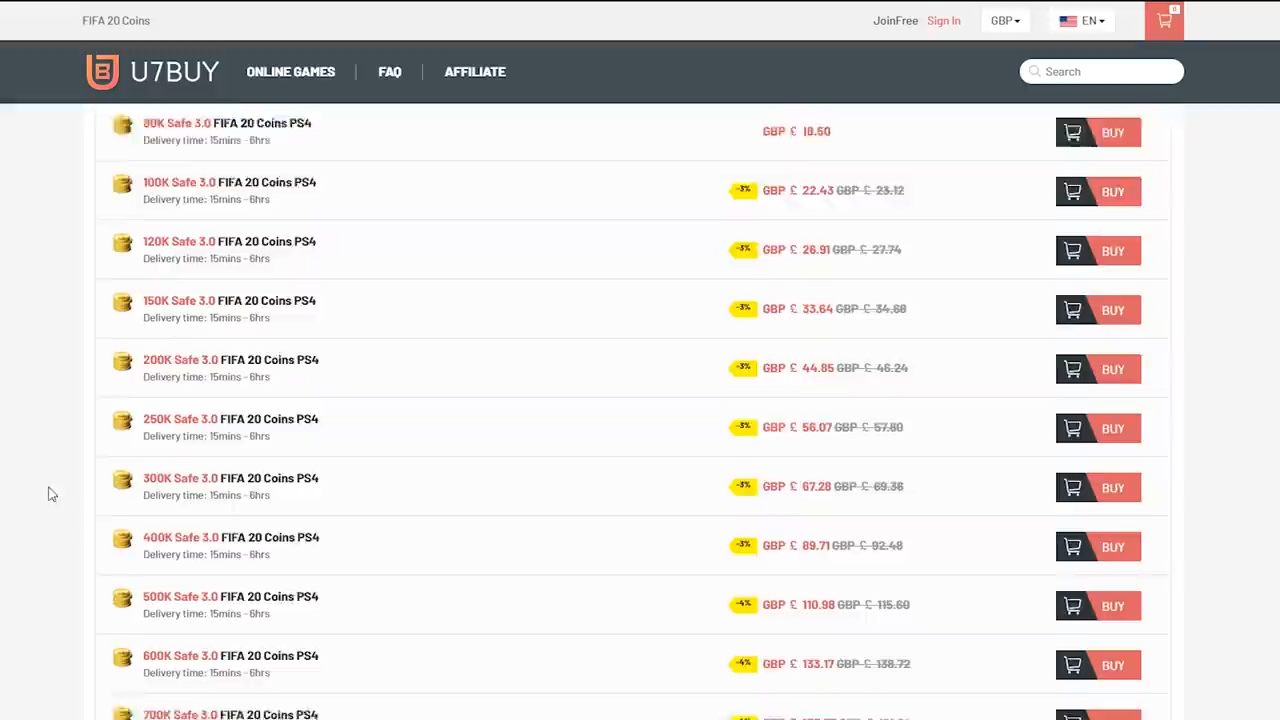 FIFA 20 Coins
JoinFree Sign In GBP EN 0
U7BUY ONLINE GAMES | FAQ | AFFILIATE Search
Safe 3.0 FIFA 20 Coins PS4
Delivery time: 15mins - 6hrs
GBP £ BUY
100K Safe 3.0 FIFA 20 Coins PS4
Delivery time: 15mins - 6hrs
-3% GBP £ 22.43 GBP £ 23.12 BUY
120K Safe 3.0 FIFA 20 Coins PS4
Delivery time: 15mins - 6hrs
-3% GBP £ 26.91 GBP £ 27.74 BUY
150K Safe 3.0 FIFA 20 Coins PS4
Delivery time: 15mins - 6hrs
-3% GBP £ 33.64 GBP £ 34.68 BUY
200K Safe 3.0 FIFA 20 Coins PS4
Delivery time: 15mins - 6hrs
-3% GBP £ 44.85 GBP £ 46.24 BUY
250K Safe 3.0 FIFA 20 Coins PS4
Delivery time: 15mins - 6hrs
-3% GBP £ 56.07 GBP £ 57.80 BUY
300K Safe 3.0 FIFA 20 Coins PS4
Delivery time: 15mins - 6hrs
-3% GBP £ 67.28 GBP £ 69.36 BUY
400K Safe 3.0 FIFA 20 Coins PS4
Delivery time: 15mins - 6hrs
-3% GBP £ 89.71 GBP £ 92.48 BUY
500K Safe 3.0 FIFA 20 Coins PS4
Delivery time: 15mins - 6hrs
-4% GBP £ 110.98 GBP £ 115.60 BUY
600K Safe 3.0 FIFA 20 Coins PS4
Delivery time: 15mins - 6hrs
-4% GBP £ 133.17 GBP £ 138.72 BUY
700K Safe 3.0 FIFA 20 Coins PS4